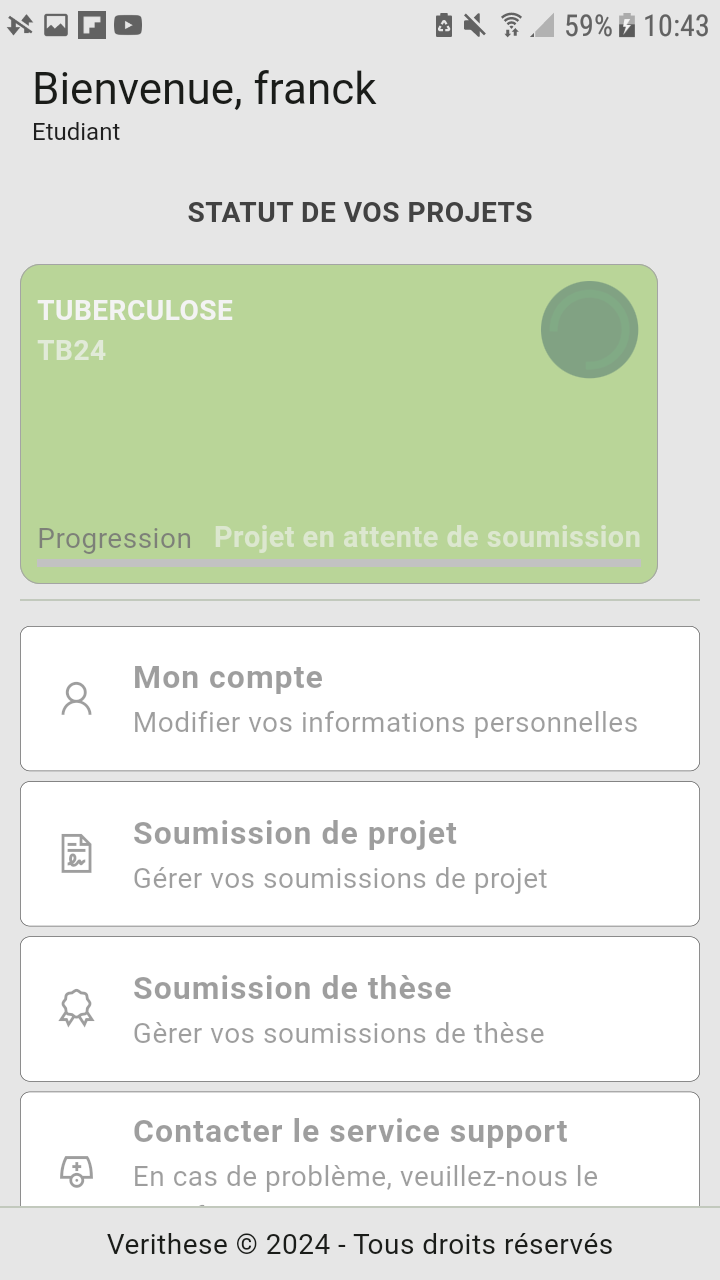 59% 10:43
Bienvenue, franck
Etudiant
STATUT DE VOS PROJETS
TUBERCULOSE
TB24
Progression Projet en attente de soumission
Mon compte
Modifier vos informations personnelles
Soumission de projet
Gérer vos soumissions de projet
Soumission de thèse
Gèrer vos soumissions de thèse
Contacter le service support
En cas de problème, veuillez-nous le
Verithese © 2024 - Tous droits réservés